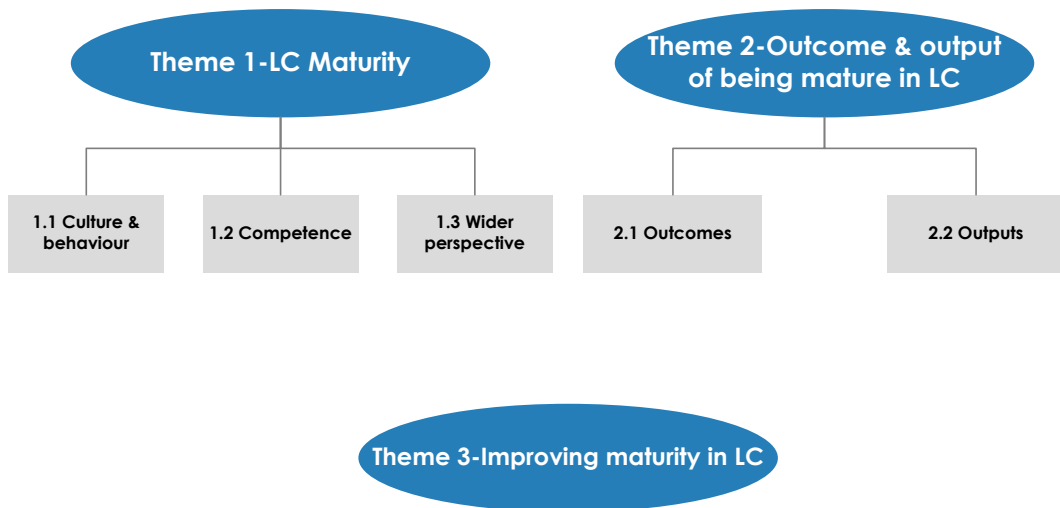 Theme 1-LC Maturity
Theme 2-Outcome & output
of being mature in LC
1.1 Culture &
behaviour
1.2 Competence
1.3 Wider
perspective
2.1 Outcomes
2.2 Outputs
Theme 3-Improving maturity in LC